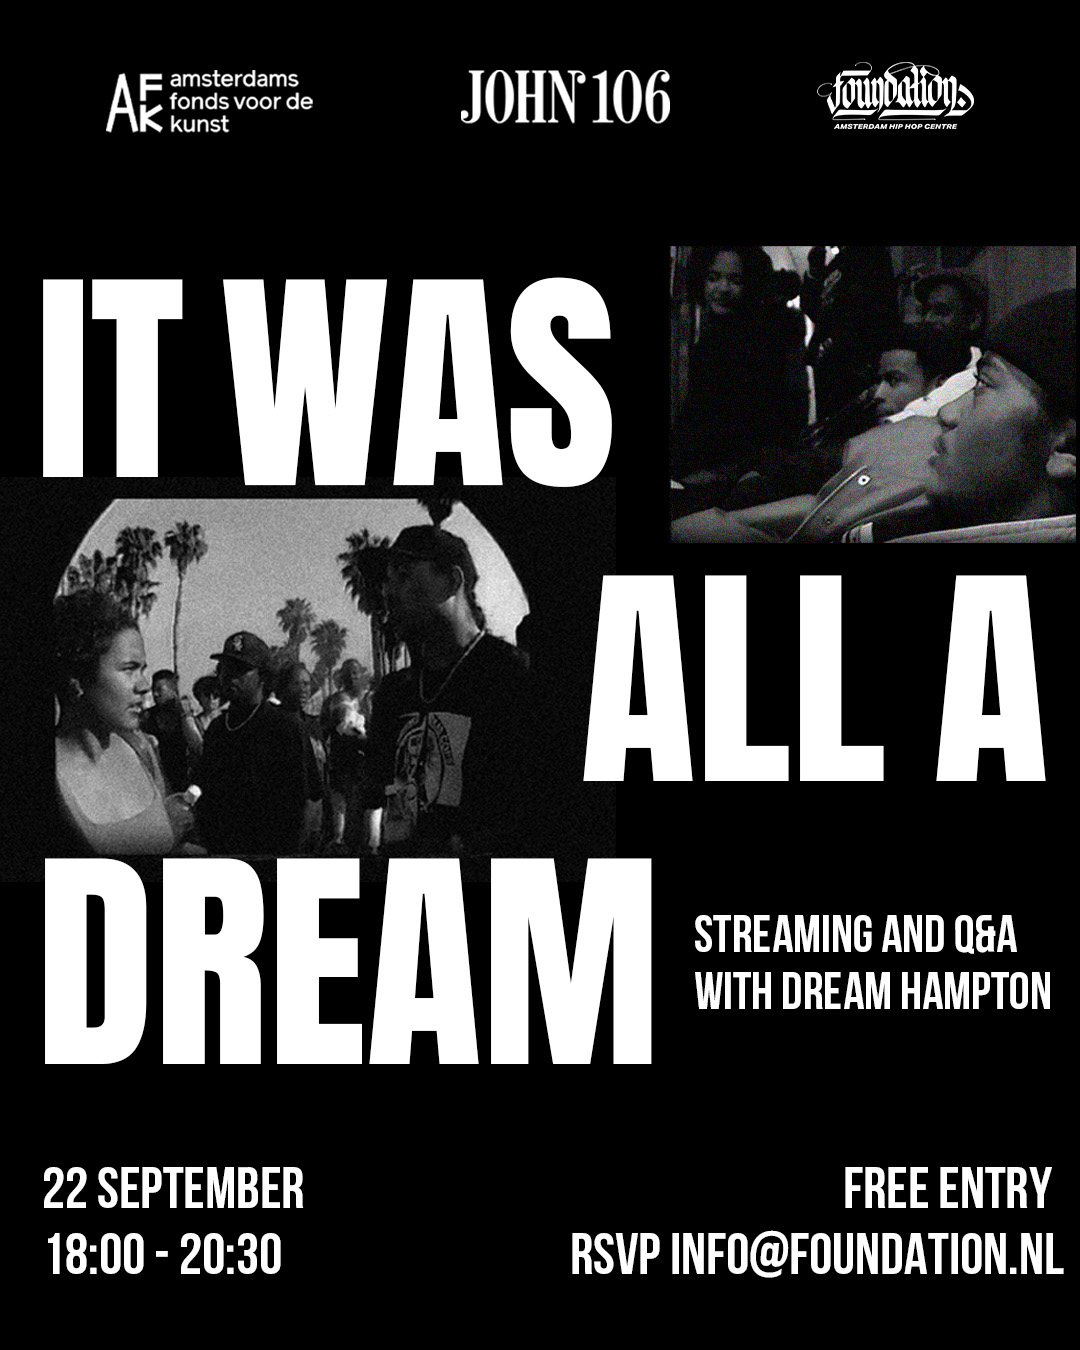 AFK
amsterdams
fonds voor de
kunst
JOHN 106
foundation
AMSTERDAM HIP HOP CENTRE
IT WAS
ALL A
DREAM
STREAMING AND Q&A
WITH DREAM HAMPTON
22 SEPTEMBER
18:00 - 20:30
FREE ENTRY
RSVP INFO@FOUNDATION.NL